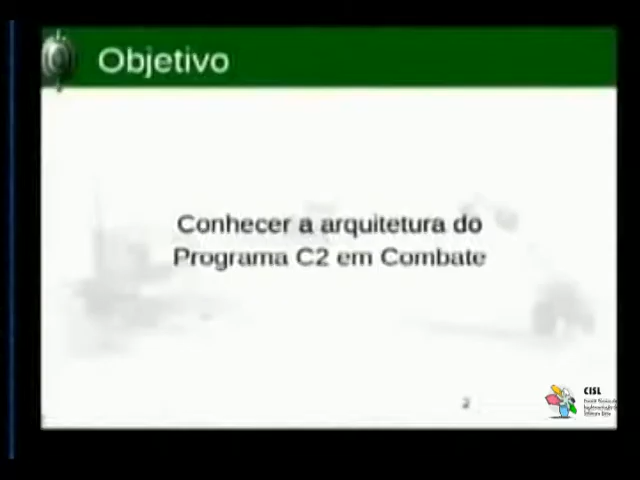 Objetivo
Conhecer a arquitetura do
Programa C2 em Combate
2
CISL